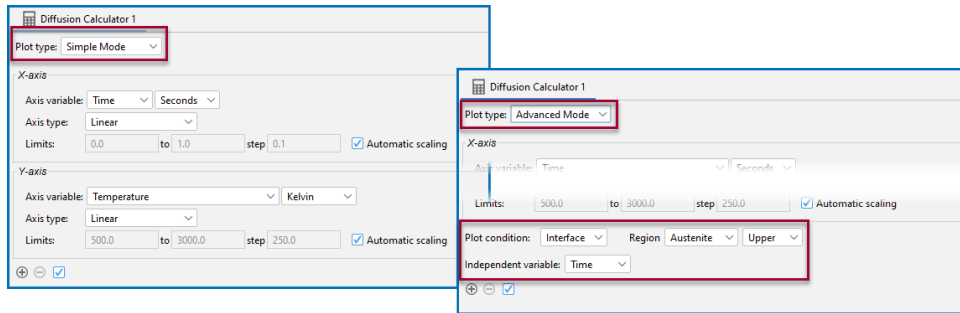 Diffusion Calculator 1
Plot type: Simple Mode
X-axis
Axis variable: Time Seconds
Axis type: Linear
Limits: 0.0 to 1.0 step 0.1 Automatic scaling
Y-axis
Axis variable: Temperature Kelvin
Axis type: Linear
Limits: 500.0 to 3000.0 step 250.0 Automatic scaling
Diffusion Calculator 1
Plot type: Advanced Mode
X-axis
Axis variable: Time Seconds
Limits: 500.0 to 3000.0 step 250.0 Automatic scaling
Plot condition: Interface Region Austenite Upper
Independent variable: Time